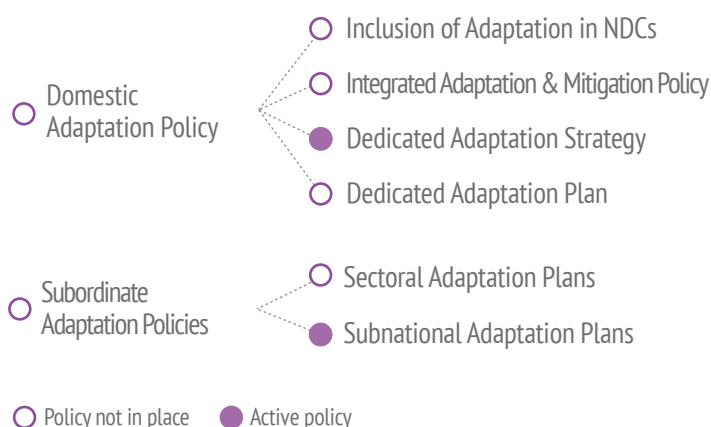 Domestic
Adaptation Policy
Inclusion of Adaptation in NDCs
Integrated Adaptation & Mitigation Policy
Dedicated Adaptation Strategy
Dedicated Adaptation Plan
Subordinate
Adaptation Policies
Sectoral Adaptation Plans
Subnational Adaptation Plans
Policy not in place Active policy